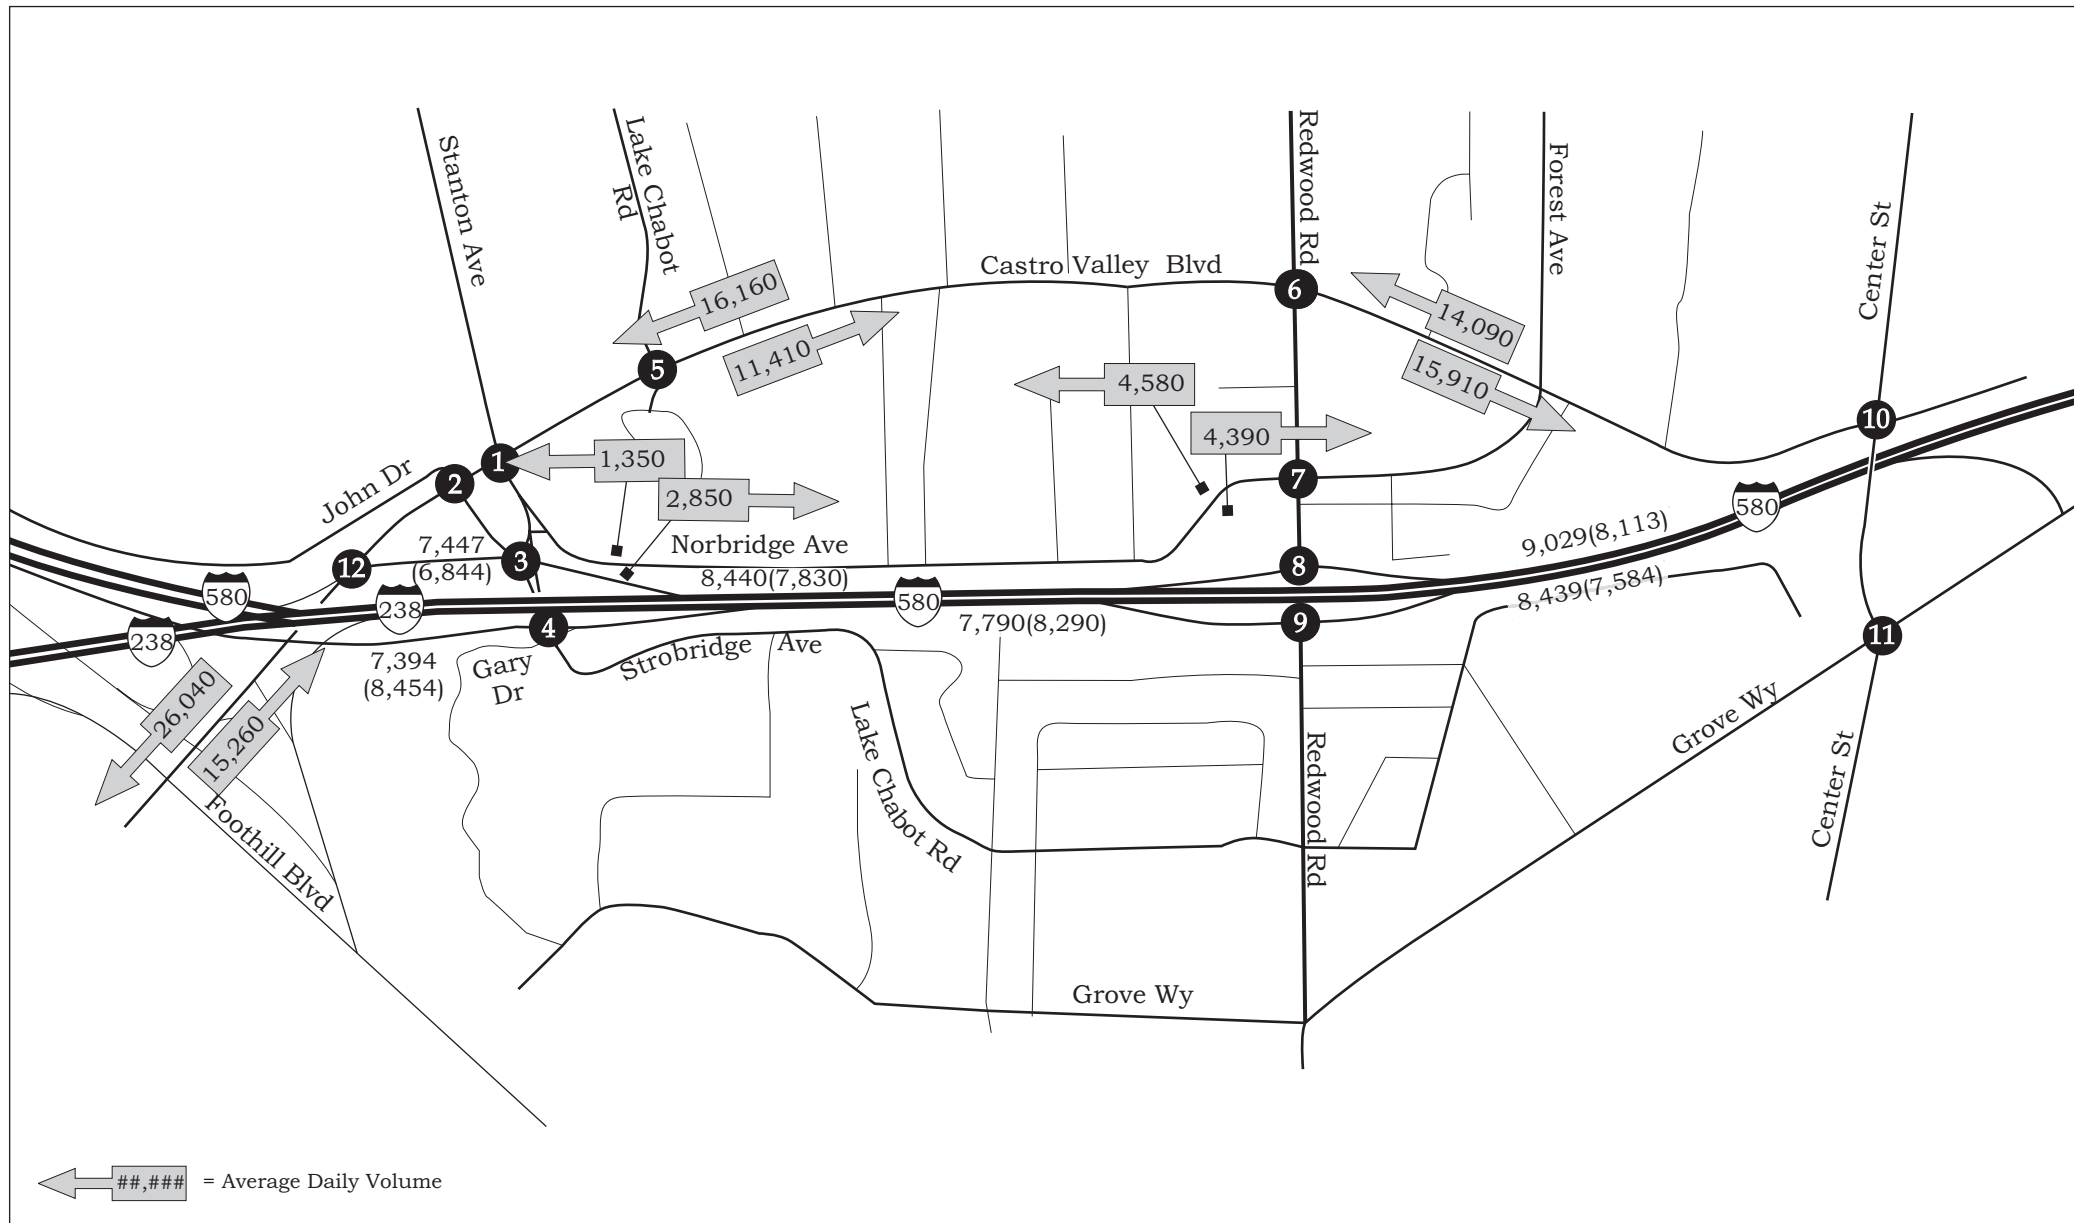 Stanton Ave
Lake Chabot
Rd
Redwood Rd
Forest Ave
Center St
Castro Valley Blvd
6
16,160
11,410
14,090
15,910
5
4,580
4,390
10
1
1,350
2
2,850
7
John Dr
580
7,447
(6,844)
3
12
Norbridge Ave
8,440(7,830)
8
9,029(8,113)
8,439(7,584)
580
238
580
238
4
7,790(8,290)
9
11
7,394
(8,454)
Gary
Dr
Strobridge Ave
26,040
15,260
Lake Chabot Rd
Redwood Rd
Grove Wy
Center St
Foothill Blvd
Grove Wy
##,### = Average Daily Volume